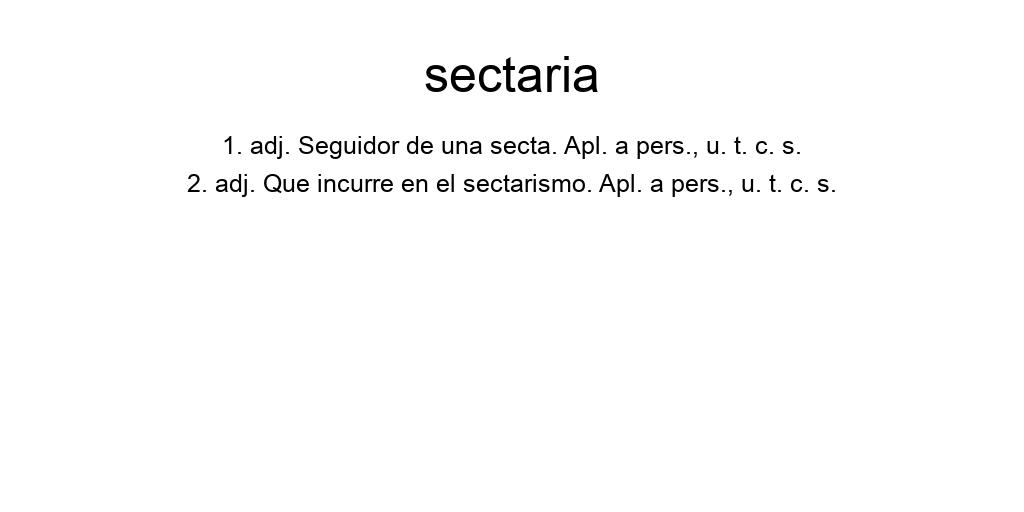 sectaria
1. adj. Seguidor de una secta. Apl. a pers., u. t. c. s.
2. adj. Que incurre en el sectarismo. Apl. a pers., u. t. c. s.